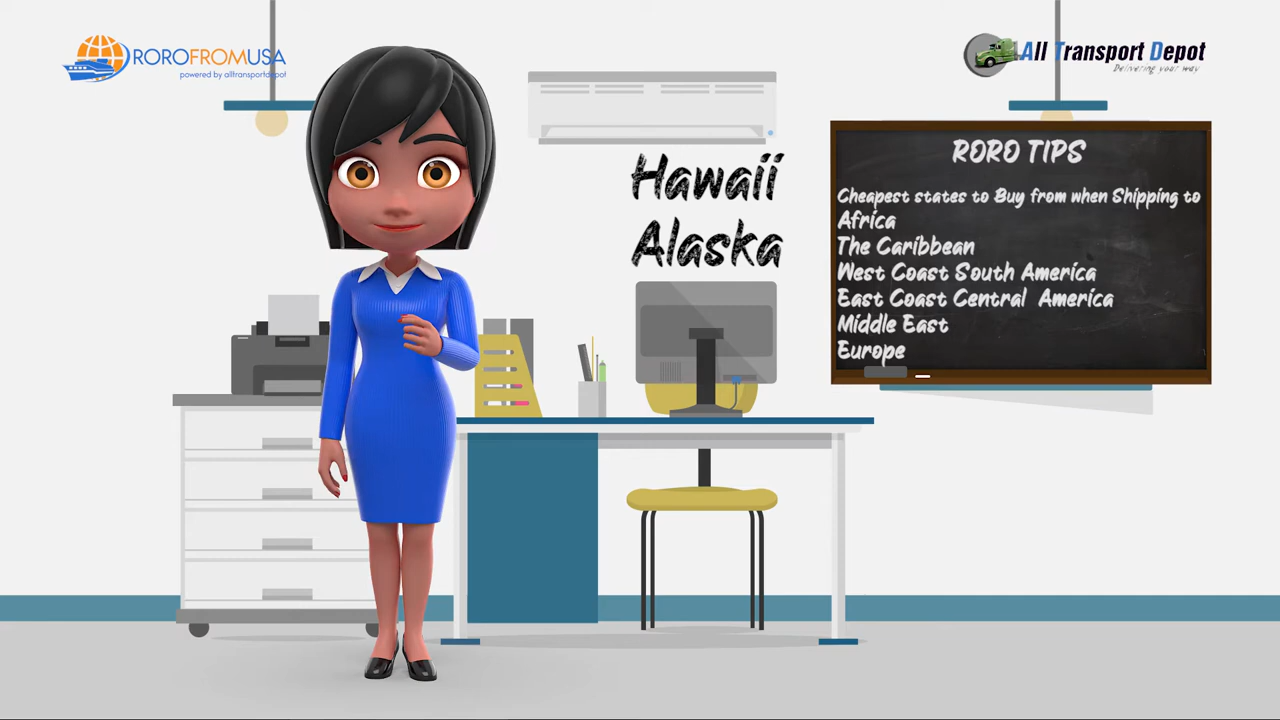 ROROFROMUSA
powered by alltransportdepot
All Transport Depot
Delivering your way
Hawaii
Alaska
RORO TIPS
Cheapest states to Buy from when Shipping to
Africa
The Caribbean
West Coast South America
East Coast Central America
Middle East
Europe